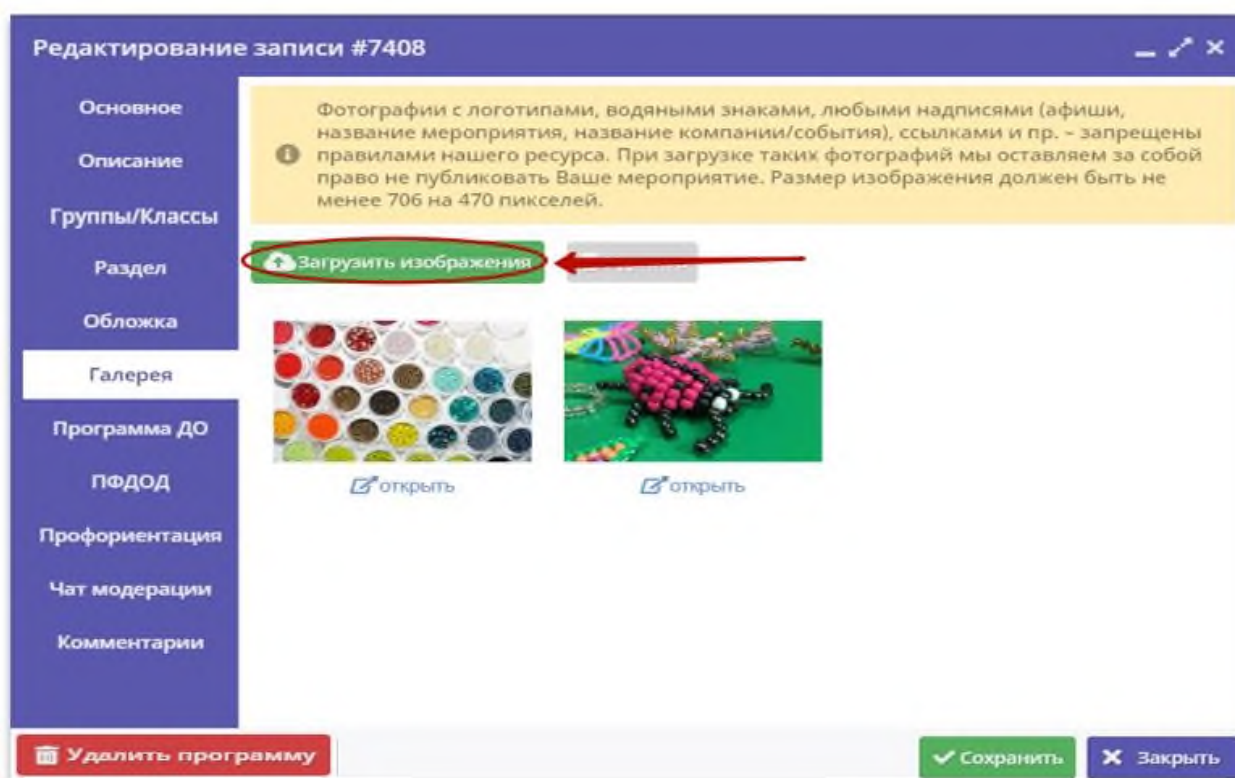 Редактирование записи #7408
Основное
Описание
Группы/Классы
Раздел
Обложка
Галерея
Программа ДО
ПФДОД
Профориентация
Чат модерации
Комментарии
Фотографии с логотипами, водяными знаками, любыми надписями (афиши,
название мероприятия, название компании/события), ссылками и пр. – запрещены
правилами нашего ресурса. При загрузке таких фотографий мы оставляем за собой
право не публиковать Ваше мероприятие. Размер изображения должен быть не
менее 706 на 470 пикселей.
Загрузить изображения
открыть
открыть
Удалить программу
Сохранить
Закрыть